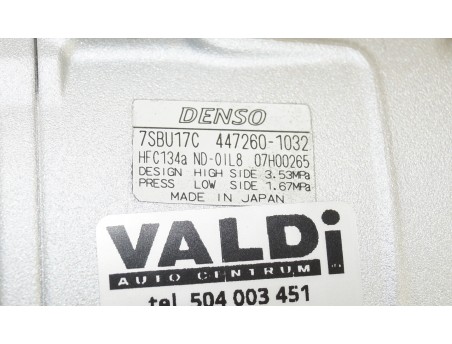 DENSO
7SBU17C 447260-1032
HFC134a ND-OIL8 07H00265
DESIGN HIGH SIDE 3.53MPa
PRESS LOW SIDE 1.67MPa
MADE IN JAPAN
VALDi
AUTO CENTRUM
tel 504 003 451